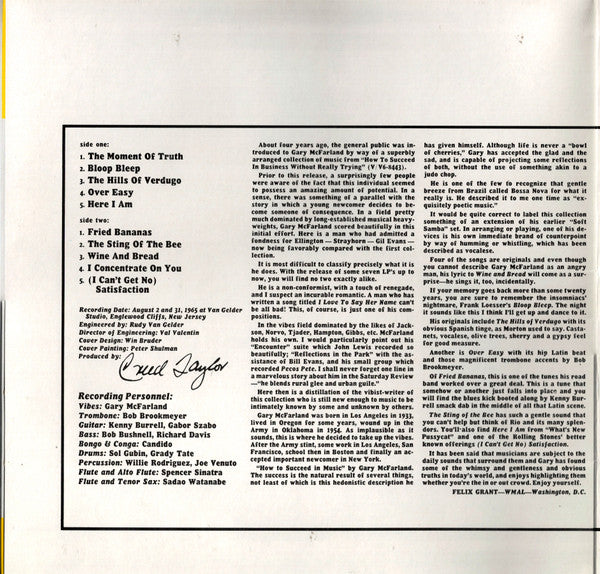 side one:
1. The Moment Of Truth
2. Bloop Bleep
3. The Hills Of Verdugo
4. Over Easy
5. Here I Am
side two:
1. Fried Bananas
2. The Sting Of The Bee
3. Wine And Bread
4. I Concentrate On You
5. (I Can't Get No)
Satisfaction
Recording Date: August 2 and 31, 1965 at Van Gelder
Studio, Englewood Cliffs, New Jersey
Engineered by: Rudy Van Gelder
Director of Engineering: Val Valentin
Cover Design: Win Bruder
Cover Painting: Peter Shulman
Produced by:
Creed Taylor
Recording Personnel:
Vibes: Gary McFarland
Trombone: Bob Brookmeyer
Guitar: Kenny Burrell, Gabor Szabo
Bass: Bob Bushnell, Richard Davis
Bongo & Conga: Candido
Drums: Sol Gubin, Grady Tate
Percussion: Willie Rodriguez, Joe Venuto
Flute and Alto Flute: Spencer Sinatra
Flute and Tenor Sax: Sadao Watanabe
About four years ago, the general public was in-
troduced to Gary McFarland by way of a superbly
arranged collection of music from "How To Succeed
In Business Without Really Trying" (V/V6-8443).
Prior to this release, a surprisingly few people
were aware of the fact that this individual seemed
to possess an amazing amount of potential. In a
sense, there was something of a parallel with the
story in which a young newcomer decides to be-
come someone of consequence. In a field pretty
much dominated by long-established musical heavy-
weights, Gary McFarland scored beautifully in this
initial effort. Here is a man who had admitted a
fondness for Ellington — Strayhorn — Gil Evans—
now being favorably compared with the first col-
lection.
It is most difficult to classify precisely what it is
he does. With the release of some seven LP's up to
now, you will find no two exactly alike.
He is a non-conformist, with a touch of renegade,
and I suspect an incurable romantic. A man who has
written a song titled I Love To Say Her Name can't
be all bad! This, of course, is just one of his com-
positions.
In the vibes field dominated by the likes of Jack-
son, Norvo, Tjader, Hampton, Gibbs, etc. McFarland
holds his own. I would particularly point out his
"Encounter" suite which John Lewis recorded so
beautifully; "Reflections in the Park" with the as-
sistance of Bill Evans, and his small group which
recorded Pecos Pete. I shall never forget one line in
a marvelous story about him in the Saturday Review
—"he blends rural glee and urban guile."
Here then is a distillation of the vibist-writer of
this collection who is still new enough to music to be
intimately known by some and unknown by others.
Gary McFarland was born in Los Angeles in 1933,
lived in Oregon for some years, wound up in the
Army in Oklahoma in 1954. As implausible as it
sounds, this is where he decided to take up the vibes.
After the Army stint, some work in Los Angeles, San
Francisco, school then in Boston and finally an ac-
cepted important newcomer in New York.
"How to Succeed in Music" by Gary McFarland.
The success is the natural result of several things,
not least of which is this hedonistic description he
has given himself. Although life is never a "bowl
of cherries," Gary has accepted the glad and the
sad, and is capable of projecting some reflections
of both, without the use of something akin to a
judo chop.
He is one of the few to recognize that gentle
breeze from Brazil called Bossa Nova for what it
really is. He described it to me one time as "ex-
quisitely poetic music."
It would be quite correct to label this collection
something of an extension of his earlier "Soft
Samba" set. In arranging or playing, one of his de-
vices is his own immediate brand of counterpoint
by way of humming or whistling, which has been
described as vocalese.
Four of the songs are originals and even though
you cannot describe Gary McFarland as an angry
man, his lyric to Wine and Bread will come as a sur-
prise—he sings it, too, incidentally.
If your memory goes back more than some twenty
years, you are sure to remember the insomniacs'
nightmare, Frank Loesser's Bloop Bleep. The night
it sounds like this I think I'll get up and dance to it.
His originals include The Hills of Verdugo with its
obvious Spanish tinge, as Morton used to say. Casta-
nets, vocalese, olive trees, sherry and a gypsy feel
for good measure.
Another is Over Easy with its hip Latin beat
and those magnificent trombone accents by Bob
Brookmeyer.
Of Fried Bananas, this is one of the tunes his road
band worked over a great deal. This is a tune that
somehow or another just falls into place and you
will find the blues kick booted along by Kenny Bur-
rell smack dab in the middle of all that Latin scene.
The Sting of the Bee has such a gentle sound that
you can't help but think of Rio and its many splen-
dors. You'll also find Here I Am from "What's New
Pussycat" and one of the Rolling Stones' better
known offerings (I Can't Get No) Satisfaction.
It has been said that musicians are subject to the
daily sounds that surround them and Gary has found
some of the whimsy and gentleness and obvious
truths in today's world, and enjoys highlighting them
whether you're the in or out crowd. Enjoy yourself.
FELIX GRANT—WMAL—Washington, D.C.